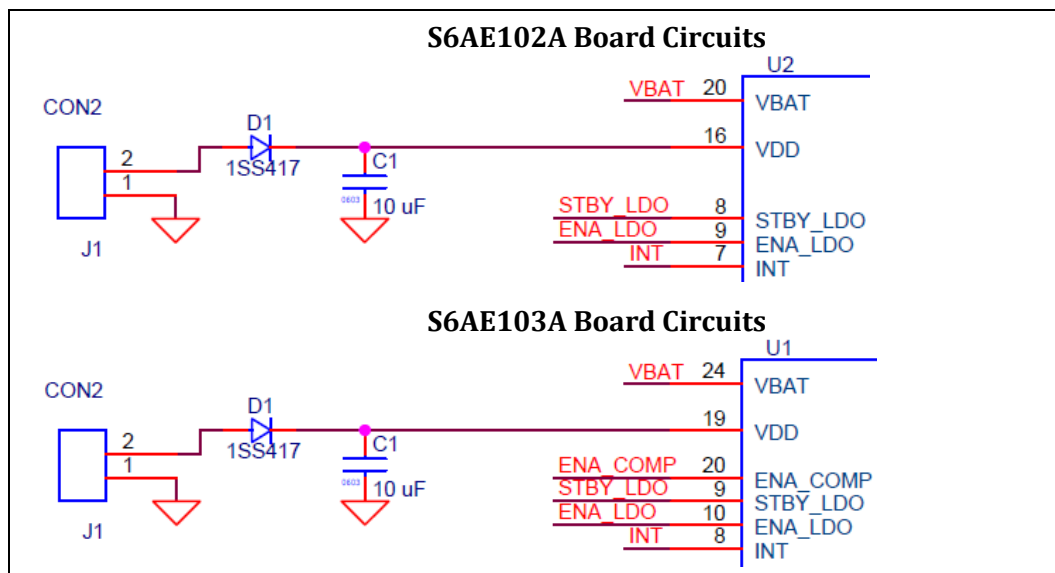 S6AE102A Board Circuits
U2
VBAT 20 VBAT
CON2
D1
16 VDD
2
1SS417
C1
1
0603
10 uF
STBY_LDO 8 STBY_LDO
ENA_LDO 9 ENA_LDO
INT 7 INT
J1
S6AE103A Board Circuits
U1
VBAT 24 VBAT
CON2
D1
19 VDD
2
1SS417
C1
1
0603
10 uF
ENA_COMP 20 ENA_COMP
STBY_LDO 9 STBY_LDO
ENA_LDO 10 ENA_LDO
INT 8 INT
J1